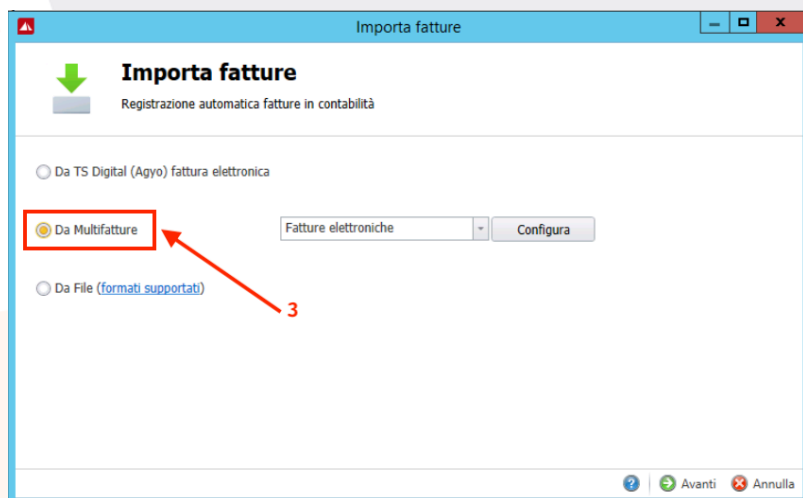 Importa fatture
Importa fatture
Registrazione automatica fatture in contabilità
Da TS Digital (Agyo) fattura elettronica
Da Multifatture
Fatture elettroniche
Configura
Da File (formati supportati)
3
? Avanti Annulla